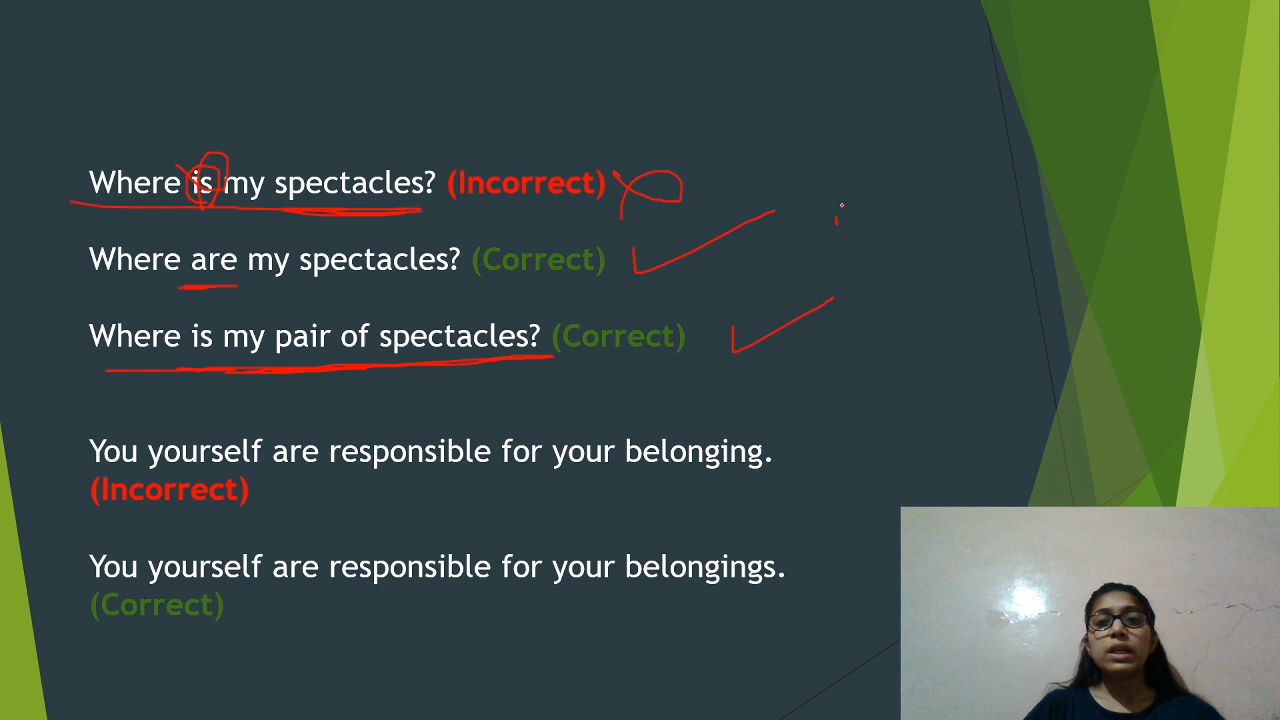 Where is my spectacles? (Incorrect)
Where are my spectacles? (Correct)
Where is my pair of spectacles? (Correct)
You yourself are responsible for your belonging.
(Incorrect)
You yourself are responsible for your belongings.
(Correct)